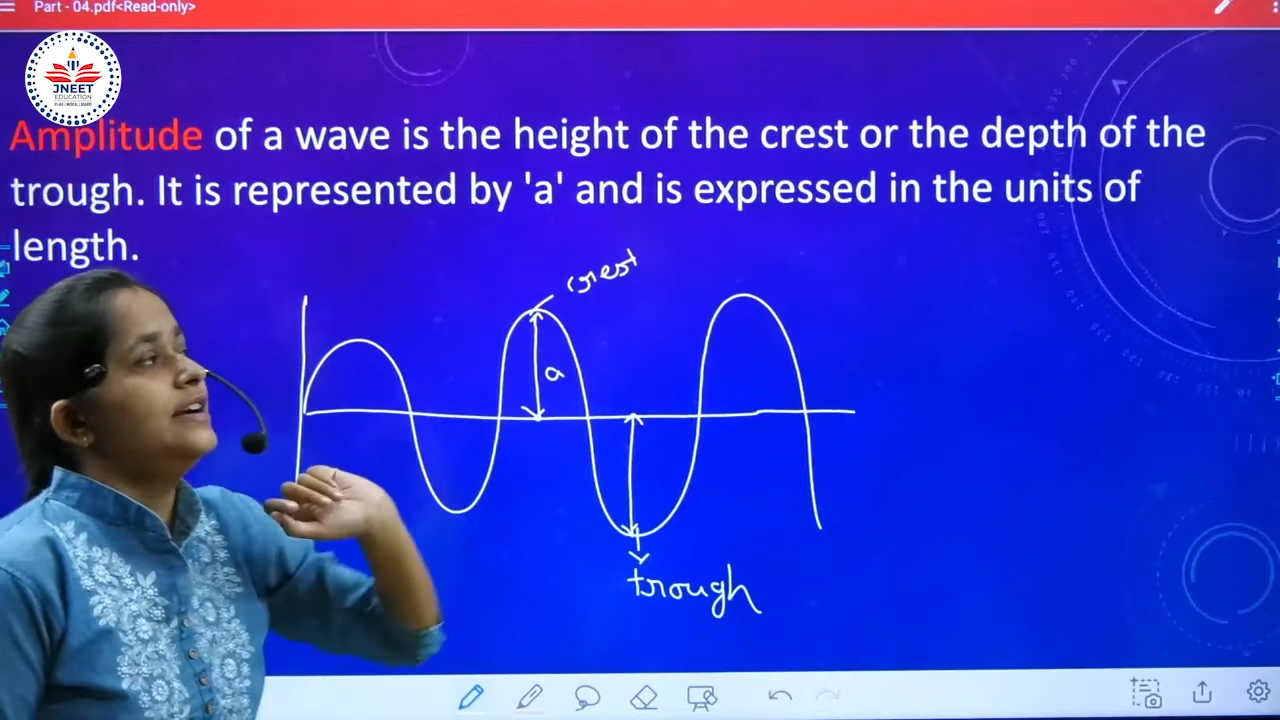 Part - 04.pdf<Read-only>
JNEET
EDUCATION
Amplitude of a wave is the height of the crest or the depth of the
trough. It is represented by 'a' and is expressed in the units of
length.
crest
a
trough